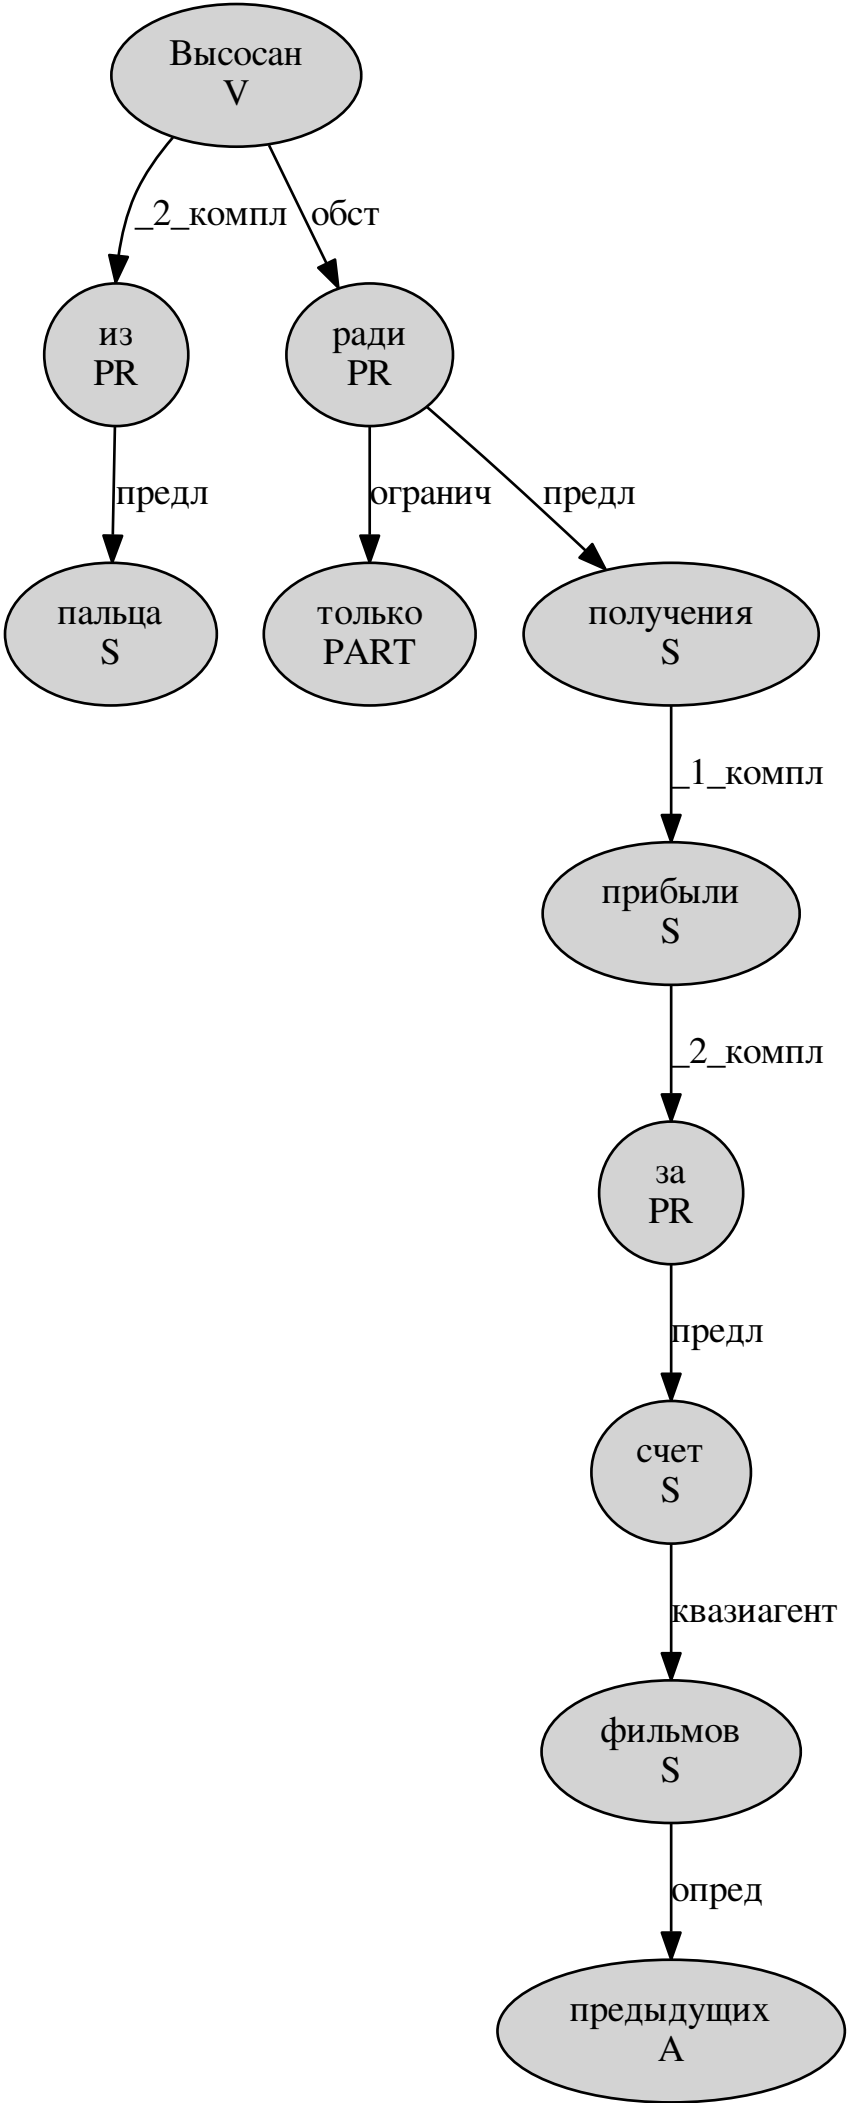 Высосан
V
_2_компл
обст
из
PR
ради
PR
предл
огранич
предл
пальца
S
только
PART
получения
S
_1_компл
прибыли
S
_2_компл
за
PR
предл
счет
S
квазиагент
фильмов
S
опред
предыдущих
A